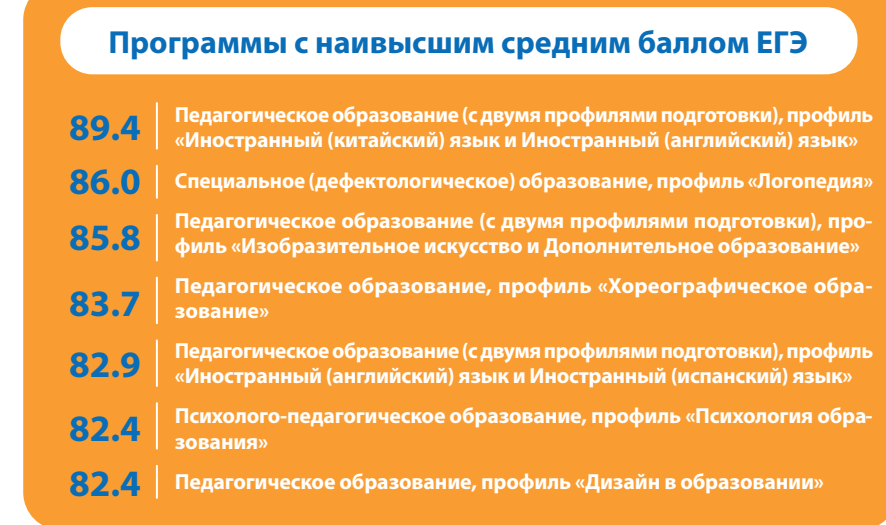 Программы с наивысшим средним баллом ЕГЭ
89.4
Педагогическое образование (с двумя профилями подготовки), профиль
«Иностранный (китайский) язык и Иностранный (английский) язык»
86.0
Специальное (дефектологическое) образование, профиль «Логопедия»
85.8
Педагогическое образование (с двумя профилями подготовки), про-
филь «Изобразительное искусство и Дополнительное образование»
83.7
Педагогическое образование, профиль «Хореографическое обра-
зование»
82.9
Педагогическое образование (с двумя профилями подготовки), профиль
«Иностранный (английский) язык и Иностранный (испанский) язык»
82.4
Психолого-педагогическое образование, профиль «Психология обра-
зования»
82.4
Педагогическое образование, профиль «Дизайн в образовании»